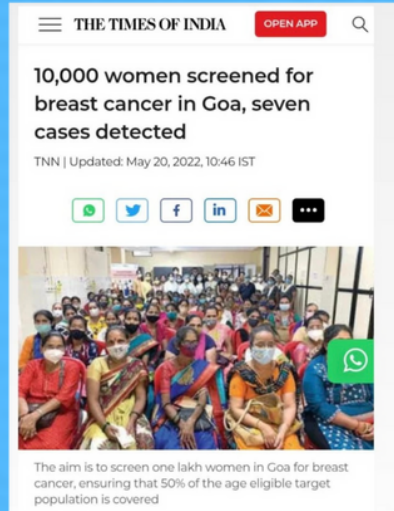 THE TIMES OF INDIA
OPEN APP
10,000 women screened for
breast cancer in Goa, seven
cases detected
TNN | Updated: May 20, 2022, 10:46 IST
f
in
The aim is to screen one lakh women in Goa for breast
cancer, ensuring that 50% of the age eligible target
population is covered